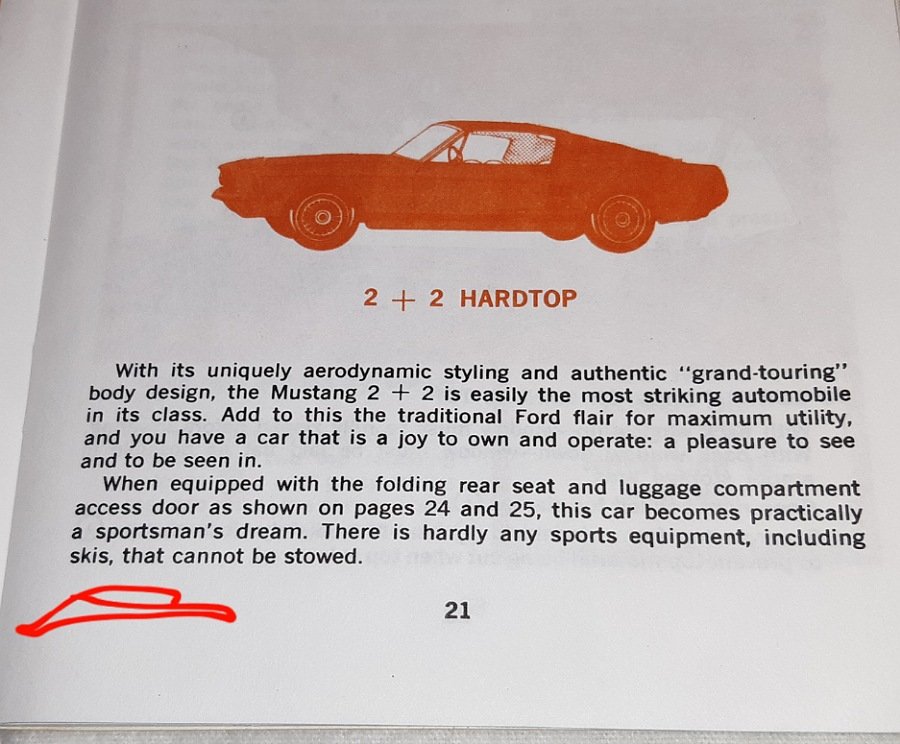 2 + 2 HARDTOP
With its uniquely aerodynamic styling and authentic "grand-touring"
body design, the Mustang 2 + 2 is easily the most striking automobile
in its class. Add to this the traditional Ford flair for maximum utility,
and you have a car that is a joy to own and operate: a pleasure to see
and to be seen in.
When equipped with the folding rear seat and luggage compartment
access door as shown on pages 24 and 25, this car becomes practically
a sportsman's dream. There is hardly any sports equipment, including
skis, that cannot be stowed.
21